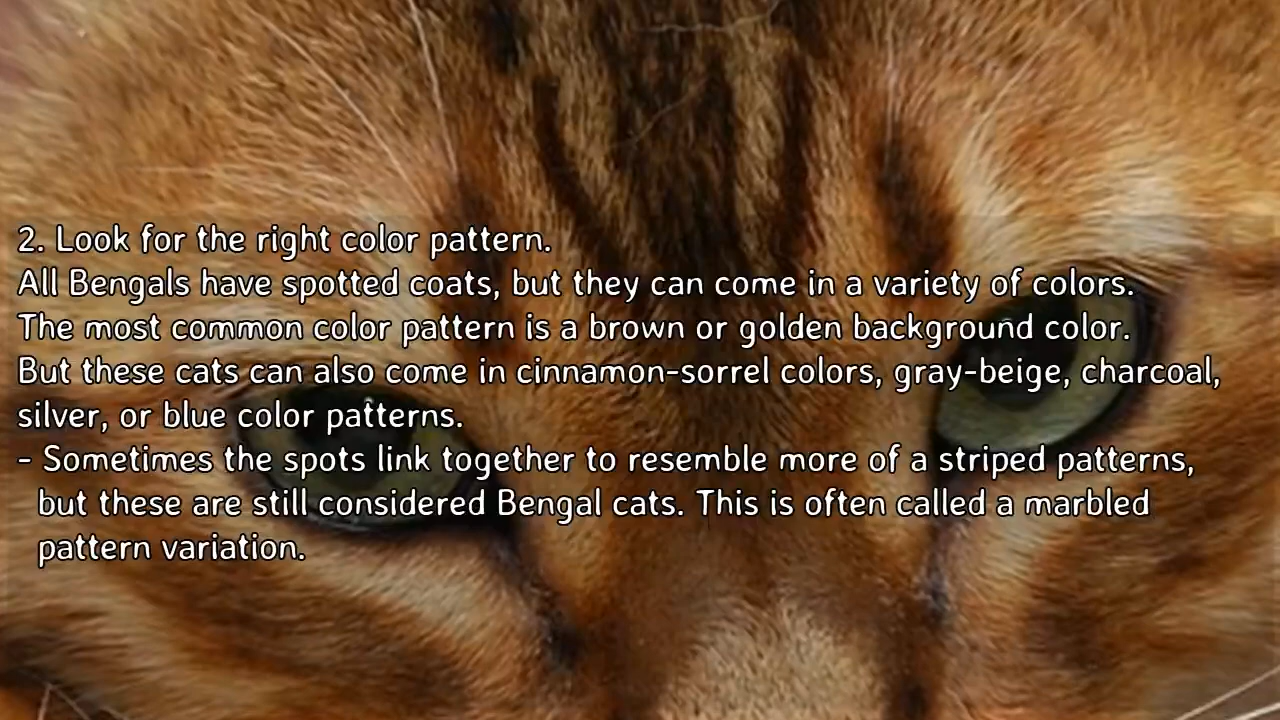 2. Look for the right color pattern.
All Bengals have spotted coats, but they can come in a variety of colors.
The most common color pattern is a brown or golden background color.
But these cats can also come in cinnamon-sorrel colors, gray-beige, charcoal,
silver, or blue color patterns.
- Sometimes the spots link together to resemble more of a striped patterns,
but these are still considered Bengal cats. This is often called a marbled
pattern variation.